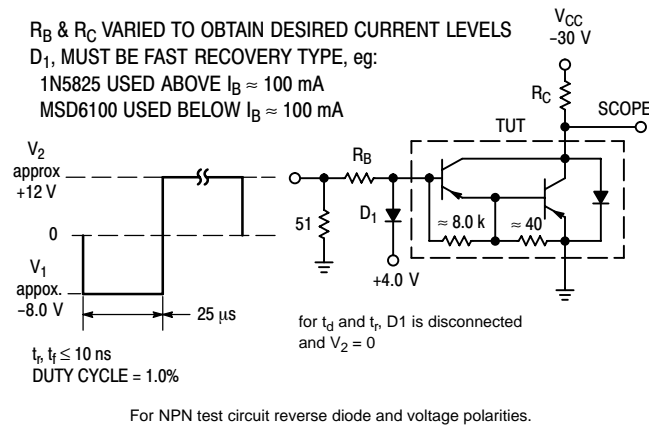 R_B & R_C VARIED TO OBTAIN DESIRED CURRENT LEVELS
D_1, MUST BE FAST RECOVERY TYPE, eg:
1N5825 USED ABOVE I_B ≈ 100 mA
MSD6100 USED BELOW I_B ≈ 100 mA
V_CC
-30 V
R_C
SCOPE
TUT
V_2
approx
+12 V
0
V_1
appox.
-8.0 V
25 μs
t_r, t_f ≤ 10 ns
DUTY CYCLE = 1.0%
R_B
51
D_1
+4.0 V
≈ 8.0 k
≈ 40
for t_d and t_r, D1 is disconnected
and V_2 = 0
For NPN test circuit reverse diode and voltage polarities.